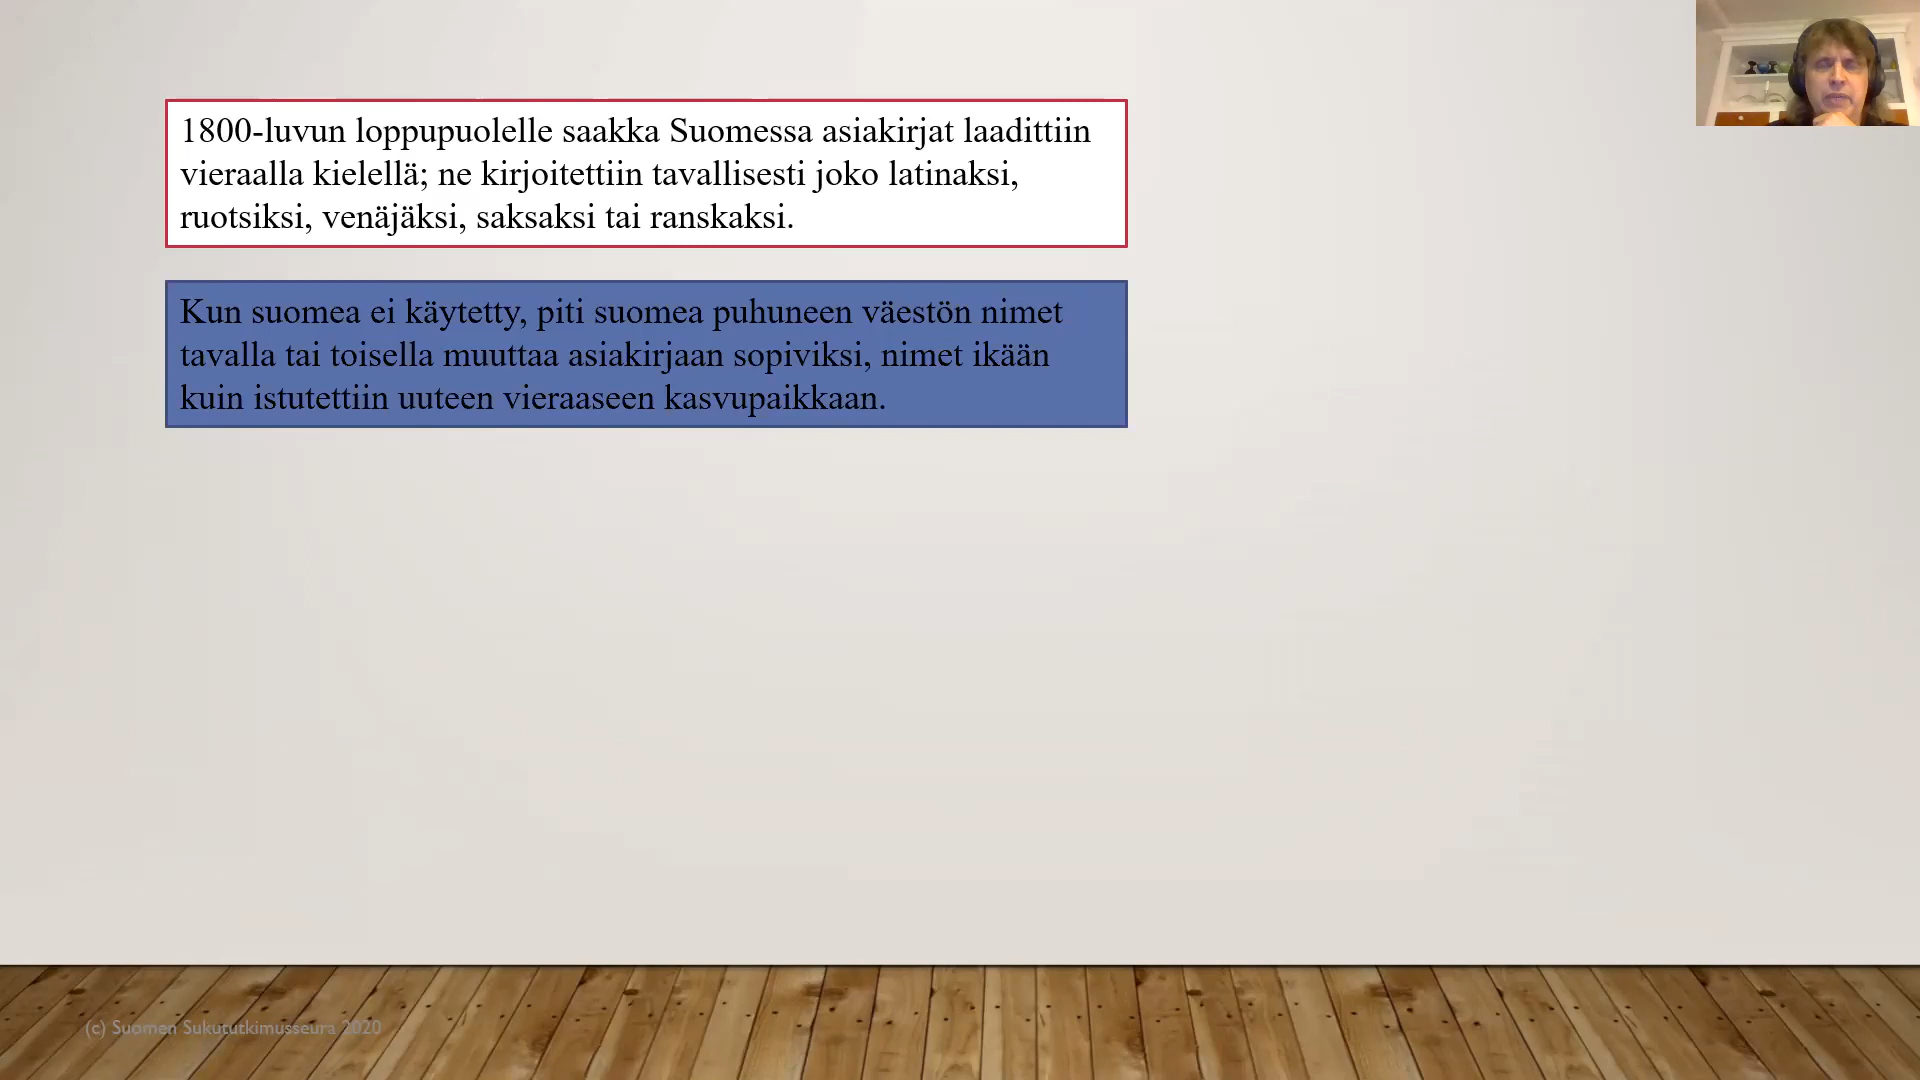 1800-luvun loppupuolelle saakka Suomessa asiakirjat laadittiin
vieraalla kielellä; ne kirjoitettiin tavallisesti joko latinaksi,
ruotsiksi, venäjäksi, saksaksi tai ranskaksi.
Kun suomea ei käytetty, piti suomea puhuneen väestön nimet
tavalla tai toisella muuttaa asiakirjaan sopiviksi, nimet ikään
kuin istutettiin uuteen vieraaseen kasvupaikkaan.
(c) Suomen Sukututkimusseura 2020